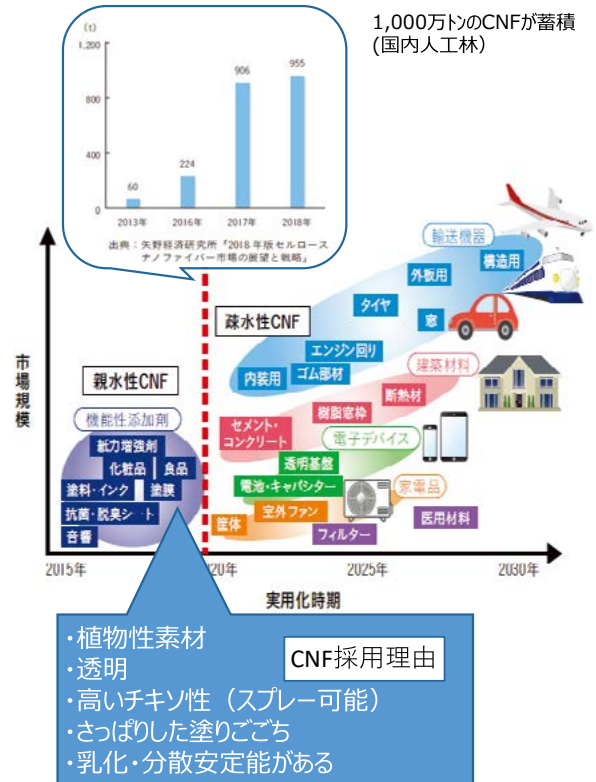 1,000万トンのCNFが蓄積
(国内人工林)
(t)
1,200
800
400
0
60
224
906
955
2013年
2016年
2017年
2018年
出典:矢野経済研究所「2018年版セルロース
ナノファイバー市場の展望と戦略」
市場規模
親水性CNF
機能性添加剤
紙力増強剤
化粧品
食品
塗料・インク
塗膜
抗菌・脱臭シート
音響
疎水性CNF
輸送機器
構造用
外板用
タイヤ
窓
エンジン回り
内装用
ゴム部材
建築材料
断熱材
樹脂窓枠
セメント・
コンクリート
電子デバイス
透明基盤
電池・キャパシター
家電品
室外ファン
筐体
フィルター
医用材料
2015年
20年
2025年
2030年
実用化時期
CNF採用理由
・植物性素材
・透明
・高いチキソ性(スプレー可能)
・さっぱりした塗りごごち
・乳化・分散安定能がある